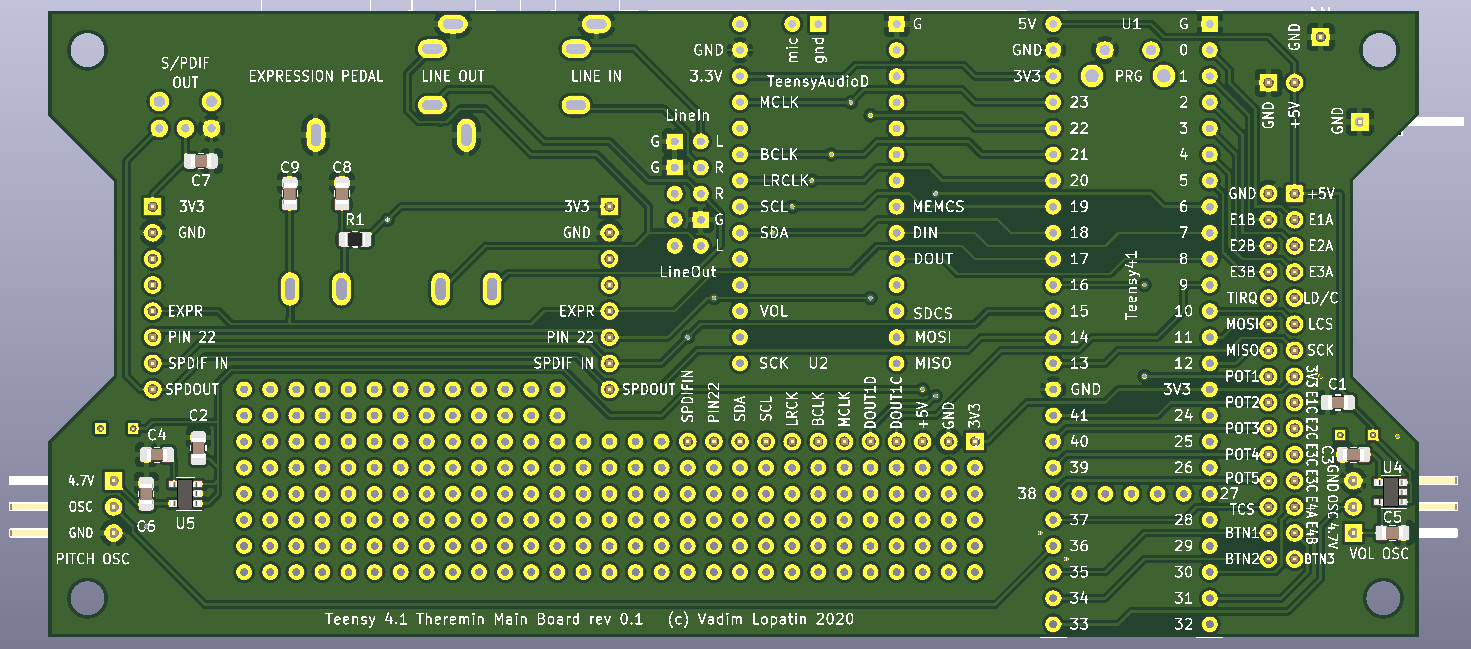 S/PDIF
OUT
EXPRESSION PEDAL
LINE OUT
LINE IN
GND
3.3V
mic
gnd
TeensyAudioD
MCLK
BCLK
LRCLK
SCL
SDA
VOL
SCK U2
G
MEMCS
DIN
DOUT
SDCS
MOSI
MISO
LineIn
G L
G R
R
G
L
LineOut
C7
C9
C8
R1
3V3
GND
EXPR
PIN 22
SPDIF IN
SPDOUT
3V3
GND
EXPR
PIN 22
SPDIF IN
SPDOUT
5V U1 G
GND 0
3V3 PRG 1
23 2
22 3
21 4
20 5
19 6
18 7
17 8
16 9
15 10
14 11
13 12
GND 3V3
41 24
40 25
39 26
38 27
37 28
36 29
35 30
34 31
33 32
Teensy41
GND
GND
+5V
GND
GND +5V
E1B E1A
E2B E2A
E3B E3A
TIRQ LD/C
MOSI LCS
MISO SCK
POT1
POT2
POT3
POT4
POT5
TCS
BTN1
BTN2 BTN3
3V3
E1C
E2C
E3C
E3C
E4A
E4B
C1
U4
C5
GND
OSC
4.7V
VOL OSC
SPDIFIN
PIN22
SDA
SCL
LRCK
BCLK
MCLK
DOUT1D
DOUT1C
+5V
GND
3V3
C2
C4
4.7V
OSC
GND
C6
U5
PITCH OSC
Teensy 4.1 Theremin Main Board rev 0.1 (c) Vadim Lopatin 2020